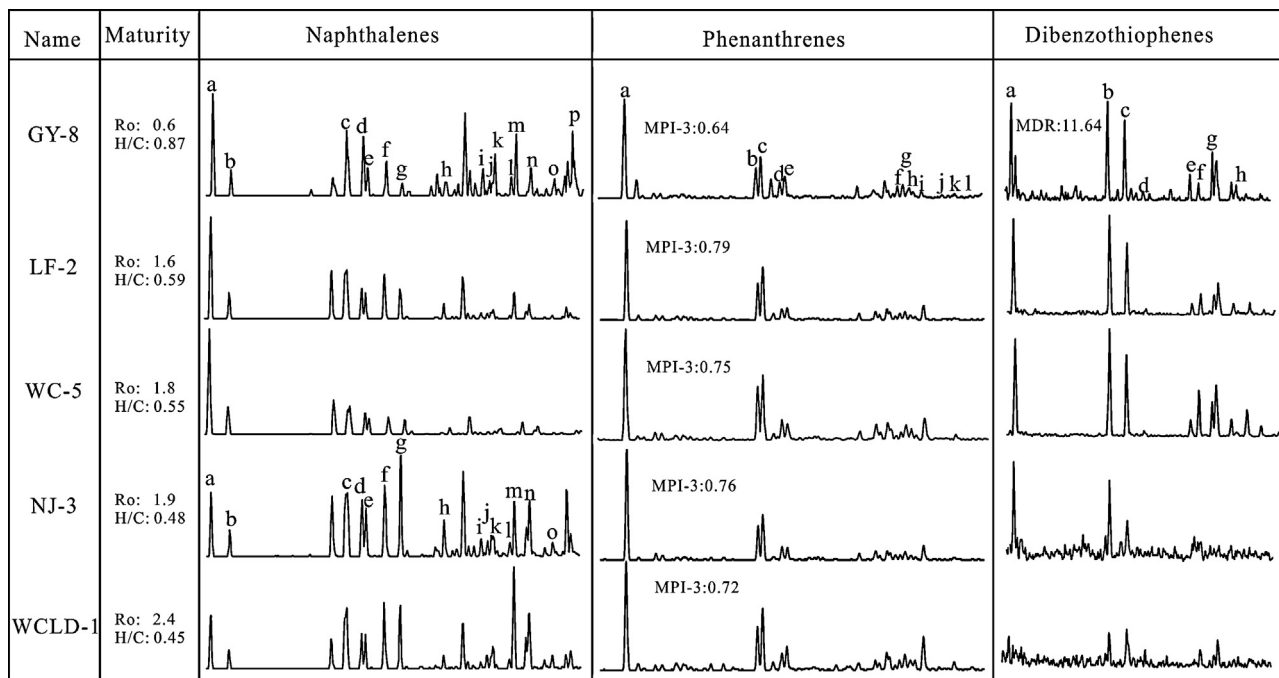 Name Maturity Naphthalenes Phenanthrenes Dibenzothiophenes
GY-8
Ro: 0.6
H/C: 0.87
a b c d e f g h i j k l m n o p
MPI-3:0.64
a b c d e f g h i j k l
MDR:11.64
a b c d e f g h
LF-2
Ro: 1.6
H/C: 0.59
MPI-3:0.79
WC-5
Ro: 1.8
H/C: 0.55
MPI-3:0.75
NJ-3
Ro: 1.9
H/C: 0.48
a b c d e f g h i j k l m n o
MPI-3:0.76
WCLD-1
Ro: 2.4
H/C: 0.45
MPI-3:0.72